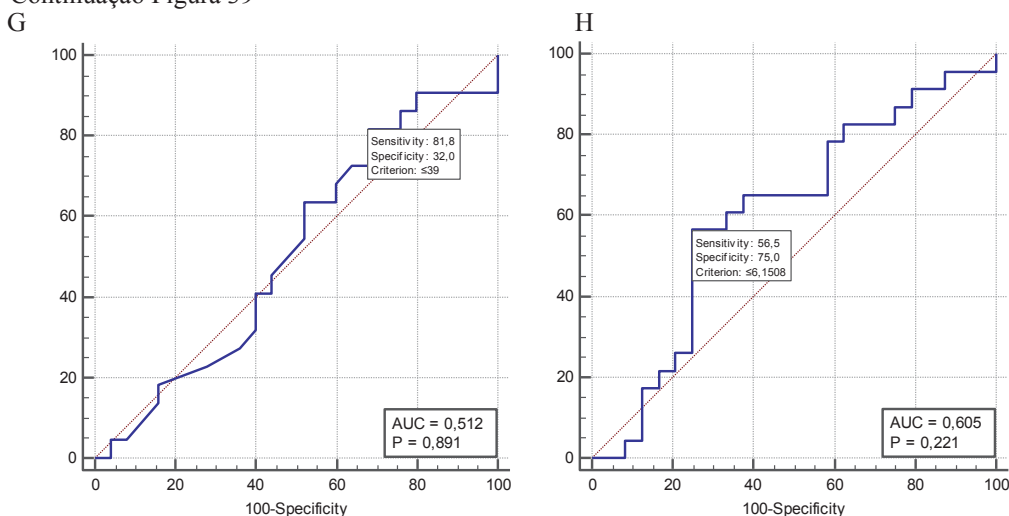 Continuação Figura 39
G
H
100
80
60
40
20
0
Sensitivity: 81,8
Specificity: 32,0
Criterion: ≤39
AUC = 0,512
P = 0,891
0 20 40 60 80 100
100-Specificity
100
80
60
40
20
0
Sensitivity: 56,5
Specificity: 75,0
Criterion: ≤6,1508
AUC = 0,605
P = 0,221
0 20 40 60 80 100
100-Specificity